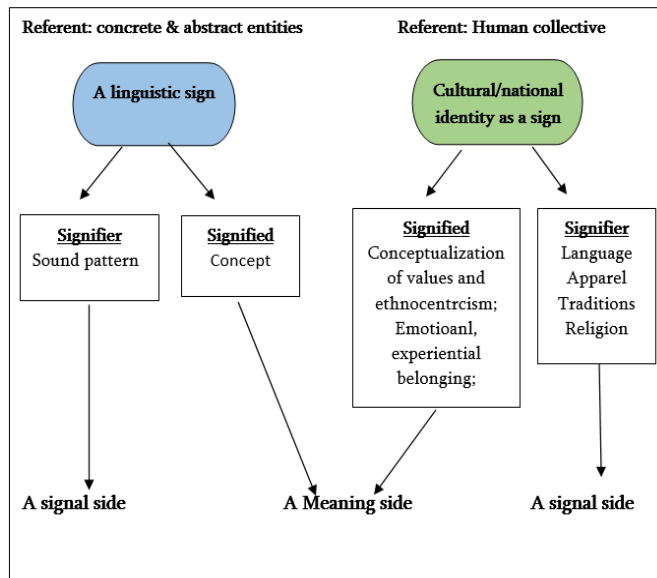 Referent: concrete & abstract entities
Referent: Human collective
A linguistic sign
Cultural/national
identity as a sign
Signifier
Sound pattern
Signified
Concept
Signified
Conceptualization
of values and
ethnocentrcism;
Emotioanl,
experiential
belonging;
Signifier
Language
Apparel
Traditions
Religion
A signal side
A Meaning side
A signal side